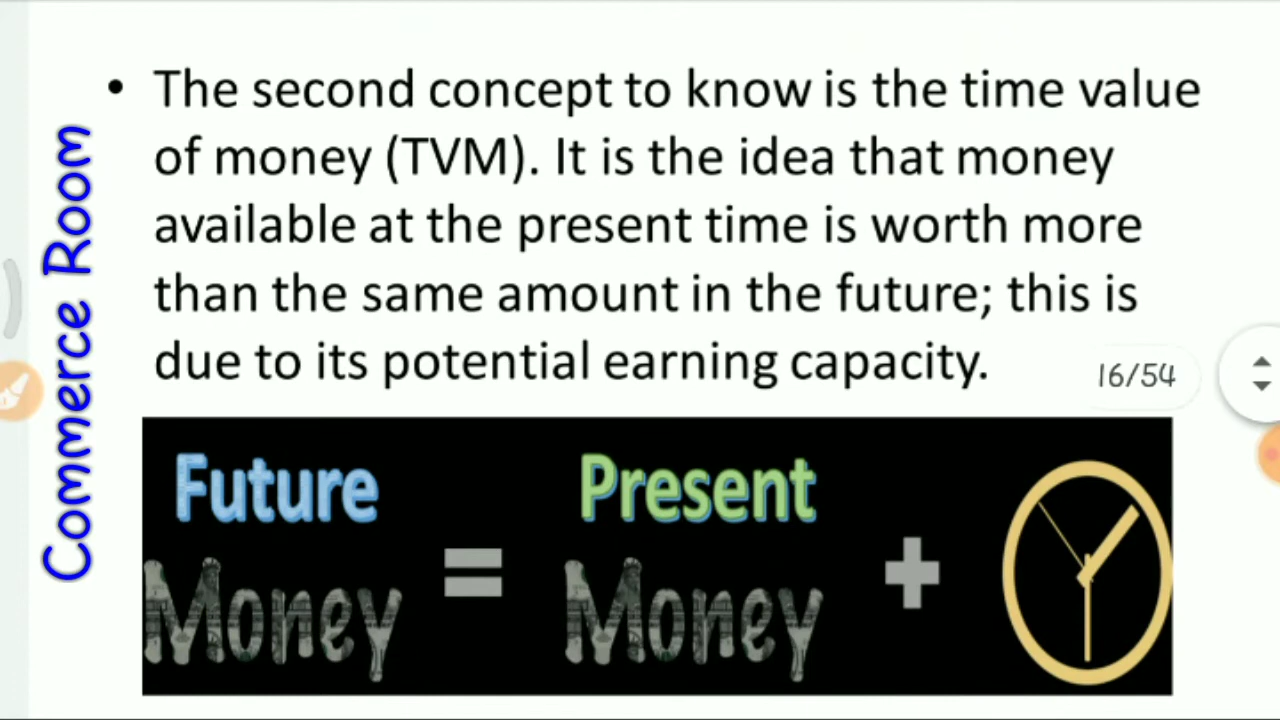 Commerce Room
• The second concept to know is the time value
of money (TVM). It is the idea that money
available at the present time is worth more
than the same amount in the future; this is
due to its potential earning capacity.
16/54
Future Present
Money = Money +